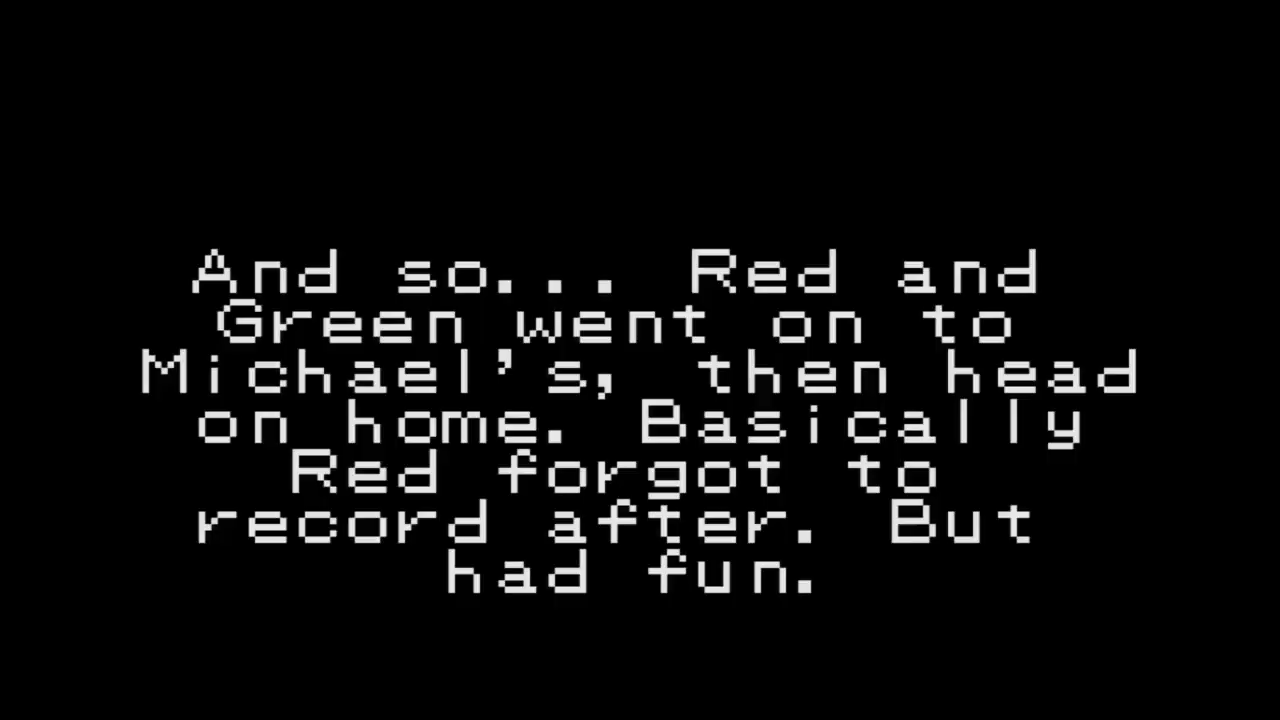 And so... Red and
Green went on to
Michael's, then head
on home. Basically
Red forgot to
record after. But
had fun.